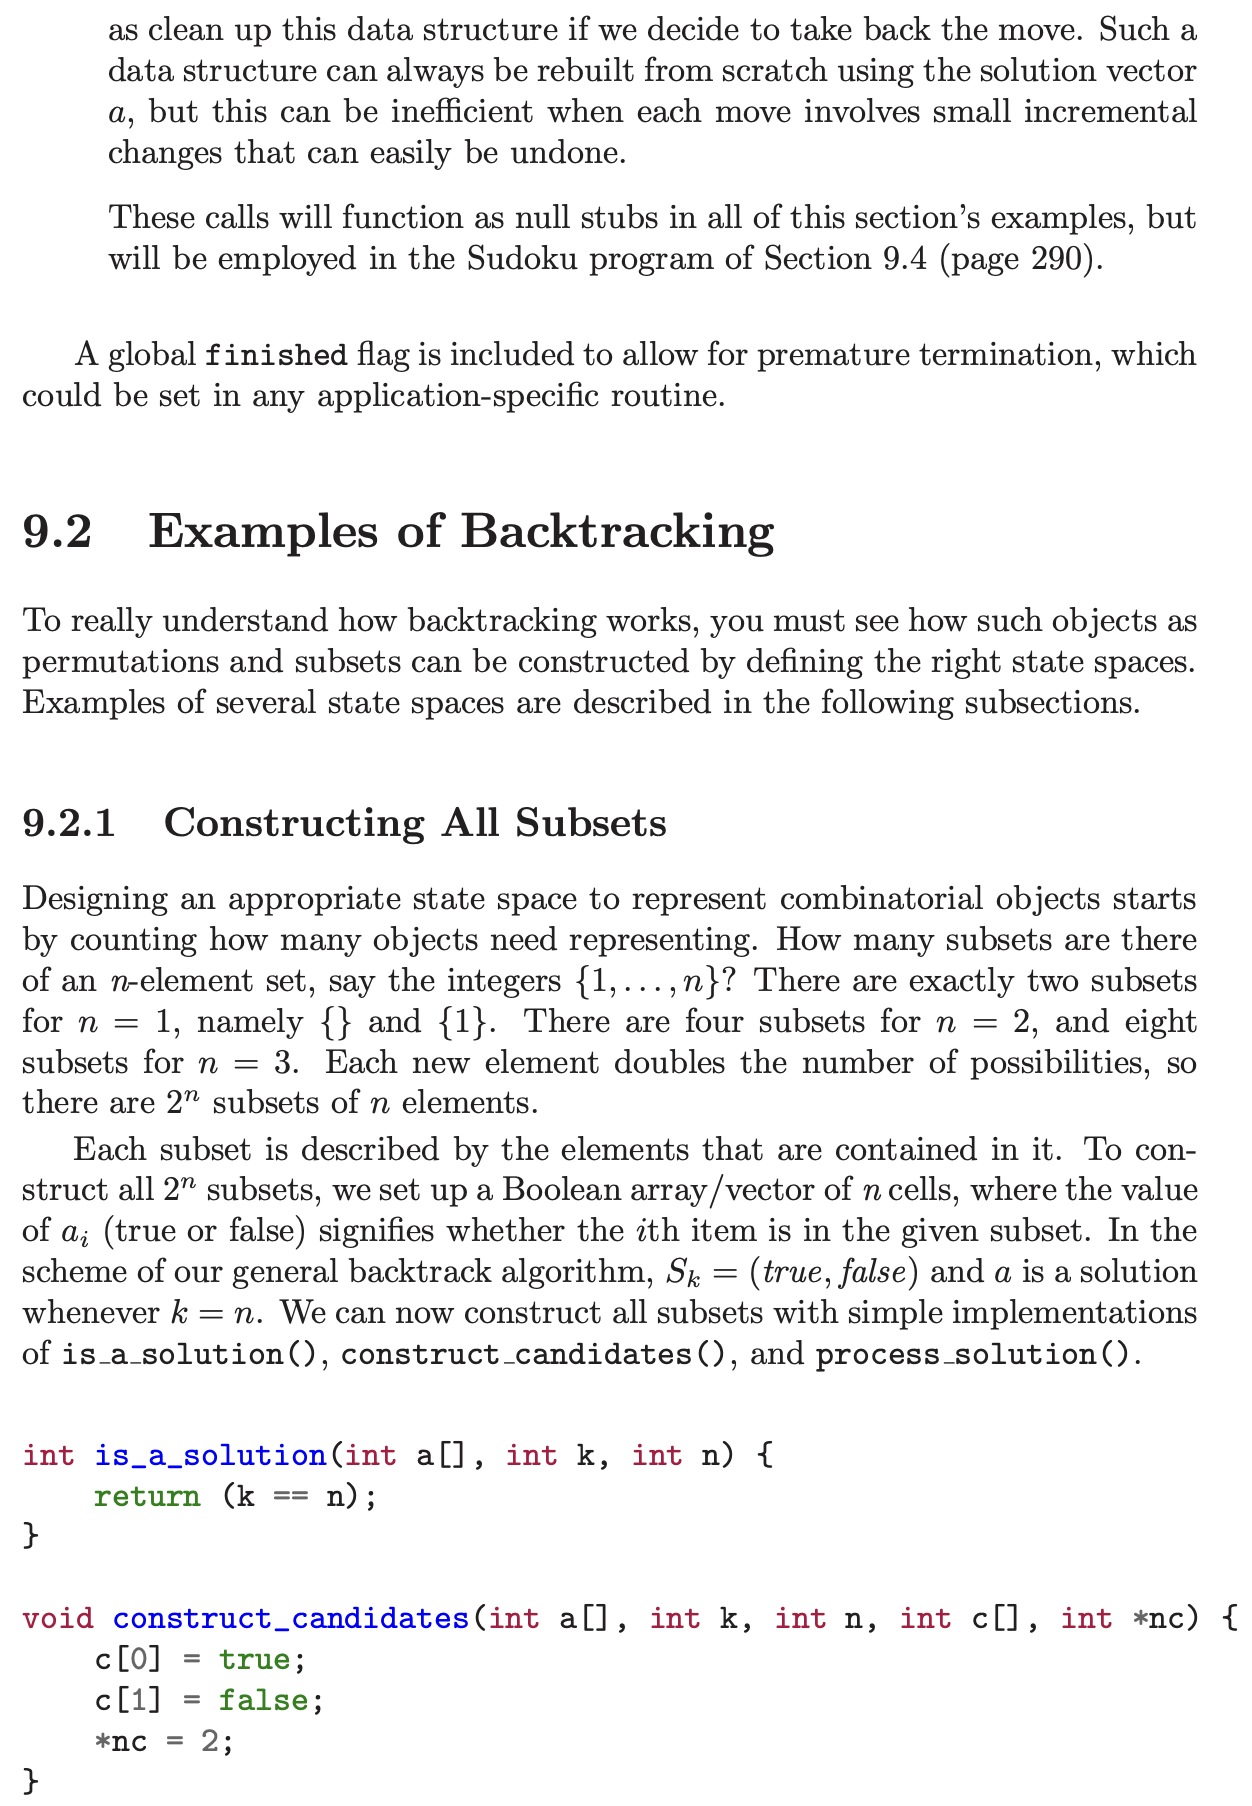 as clean up this data structure if we decide to take back the move. Such a
data structure can always be rebuilt from scratch using the solution vector
a, but this can be inefficient when each move involves small incremental
changes that can easily be undone.
These calls will function as null stubs in all of this section's examples, but
will be employed in the Sudoku program of Section 9.4 (page 290).
A global finished flag is included to allow for premature termination, which
could be set in any application-specific routine.
9.2 Examples of Backtracking
To really understand how backtracking works, you must see how such objects as
permutations and subsets can be constructed by defining the right state spaces.
Examples of several state spaces are described in the following subsections.
9.2.1 Constructing All Subsets
Designing an appropriate state space to represent combinatorial objects starts
by counting how many objects need representing. How many subsets are there
of an n-element set, say the integers {1,...,n}? There are exactly two subsets
for n = 1, namely {} and {1}. There are four subsets for n = 2, and eight
subsets for n = 3. Each new element doubles the number of possibilities, so
there are 2ⁿ subsets of n elements.
Each subset is described by the elements that are contained in it. To con-
struct all 2ⁿ subsets, we set up a Boolean array/vector of n cells, where the value
of aᵢ (true or false) signifies whether the ith item is in the given subset. In the
scheme of our general backtrack algorithm, Sₖ = (true, false) and a is a solution
whenever k = n. We can now construct all subsets with simple implementations
of is_a_solution(), construct_candidates(), and process_solution().
int is_a_solution(int a[], int k, int n) {
    return (k == n);
}
void construct_candidates(int a[], int k, int n, int c[], int *nc) {
    c[0] = true;
    c[1] = false;
    *nc = 2;
}